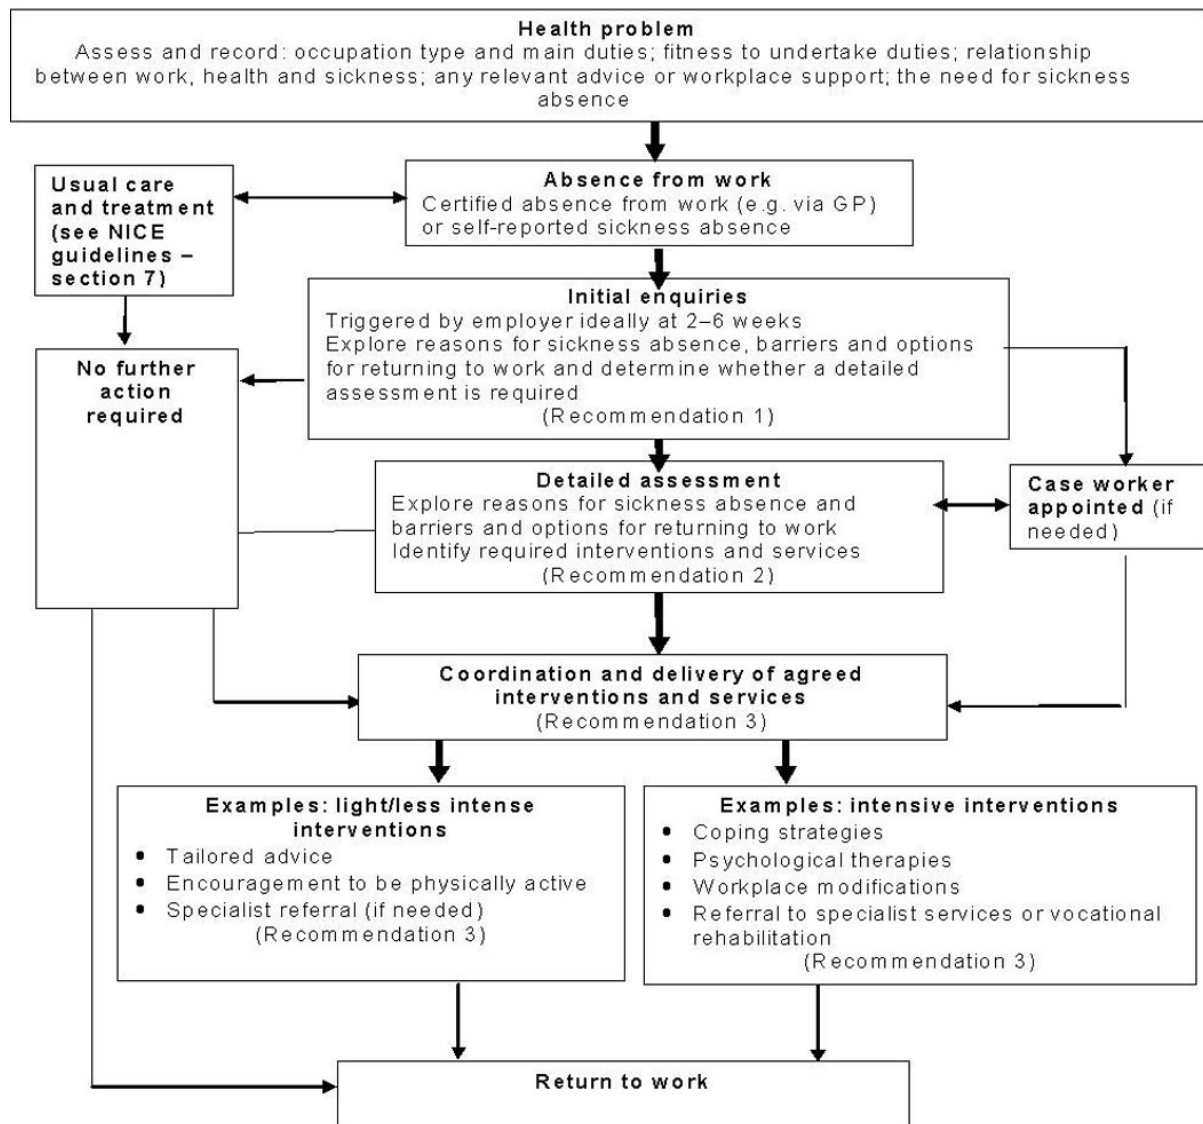 Health problem
Assess and record: occupation type and main duties; fitness to undertake duties; relationship
between work, health and sickness; any relevant advice or workplace support; the need for sickness
absence
Usual care
and treatment
(see NICE
guidelines –
section 7)
Absence from work
Certified absence from work (e.g. via GP)
or self-reported sickness absence
Initial enquiries
Triggered by employer ideally at 2–6 weeks
Explore reasons for sickness absence, barriers and options
for returning to work and determine whether a detailed
assessment is required
(Recommendation 1)
No further
action
required
Detailed assessment
Explore reasons for sickness absence and
barriers and options for returning to work
Identify required interventions and services
(Recommendation 2)
Case worker
appointed (if
needed)
Coordination and delivery of agreed
interventions and services
(Recommendation 3)
Examples: light/less intense
interventions
• Tailored advice
• Encouragement to be physically active
• Specialist referral (if needed)
(Recommendation 3)
Examples: intensive interventions
• Coping strategies
• Psychological therapies
• Workplace modifications
• Referral to specialist services or vocational
rehabilitation
(Recommendation 3)
Return to work